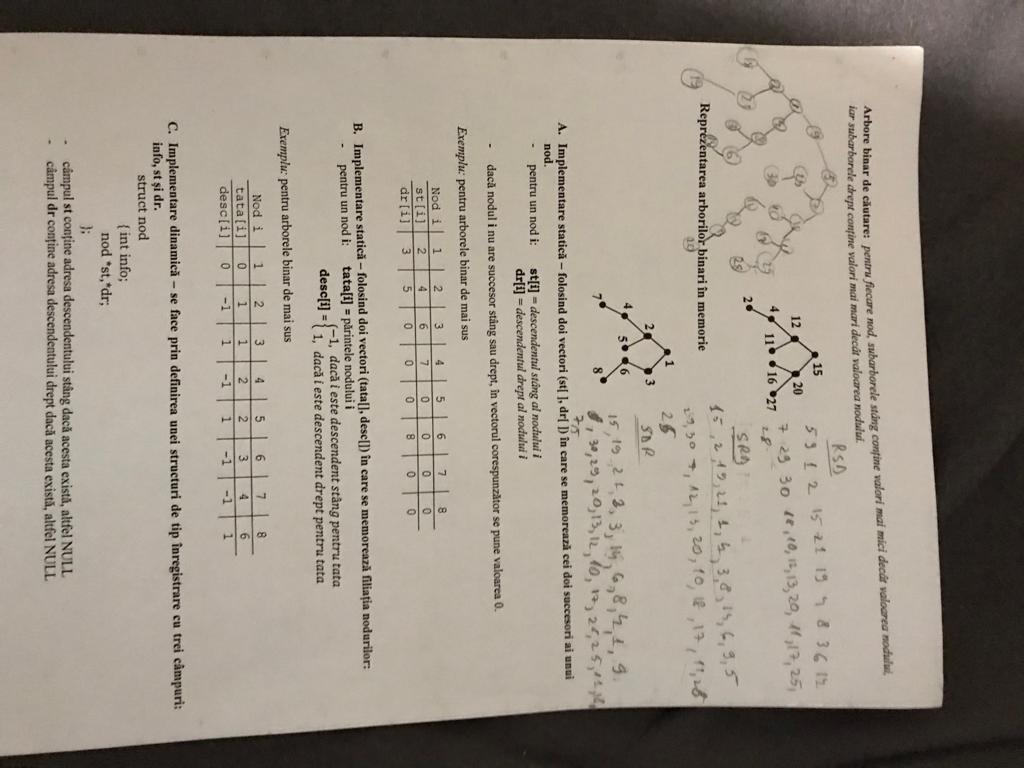 Arbore binar de căutare: pentru fiecare nod, subarborele stâng conține valori mai mici decât valoarea nodului,
iar subarborele drept conține valori mai mari decât valoarea nodului.
RSD
5 9 1 2 15 21 19 4 8 3 6 14
7 29 30 18,10,12,13,20,11,17,25,
28
15
12 20
4 11 16 27
2
SRD
15, 2, 19, 21, 1, 4, 3, 8, 14, 6, 9, 5
29,30 7, 12, 13, 20, 10, 18, 17, 11, 28
25
Reprezentarea arborilor binari în memorie
1
2 3
4 5 6
7 8
SDR
15, 19, 21, 2, 3, 14, 6, 8, 4, 1, 9
30,29,20,13,12,10,17,
7,5
A. Implementare statică – folosind doi vectori (st[ ], dr[ ]) în care se memorează cei doi succesori ai unui
nod.
- pentru un nod i: st[i] = descendentul stâng al nodului i
dr[i] = descendentul drept al nodului i
- dacă nodul i nu are succesor stâng sau drept, în vectorul corespunzător se pune valoarea 0.
Exemplu: pentru arborele binar de mai sus
Nod i 1 2 3 4 5 6 7 8
st[i] 2 4 6 7 0 0 0 0
dr[i] 3 5 0 0 0 8 0 0
B. Implementare statică – folosind doi vectori (tata[], desc[]) în care se memorează filiația nodurilor:
- pentru un nod i: tata[i] = părintele nodului i
desc[i] = { −1, dacă i este descendent stâng pentru tata
1, dacă i este descendent drept pentru tata
Exemplu: pentru arborele binar de mai sus
Nod i 1 2 3 4 5 6 7 8
tata[i] 0 1 1 2 2 3 4 6
desc[i] 0 -1 1 -1 1 -1 -1 1
C. Implementare dinamică – se face prin definirea unei structuri de tip înregistrare cu trei câmpuri:
info, st și dr.
struct nod
{ int info;
nod *st,*dr;
};
- câmpul st conține adresa descendentului stâng dacă acesta există, altfel NULL
- câmpul dr conține adresa descendentului drept dacă acesta există, altfel NULL